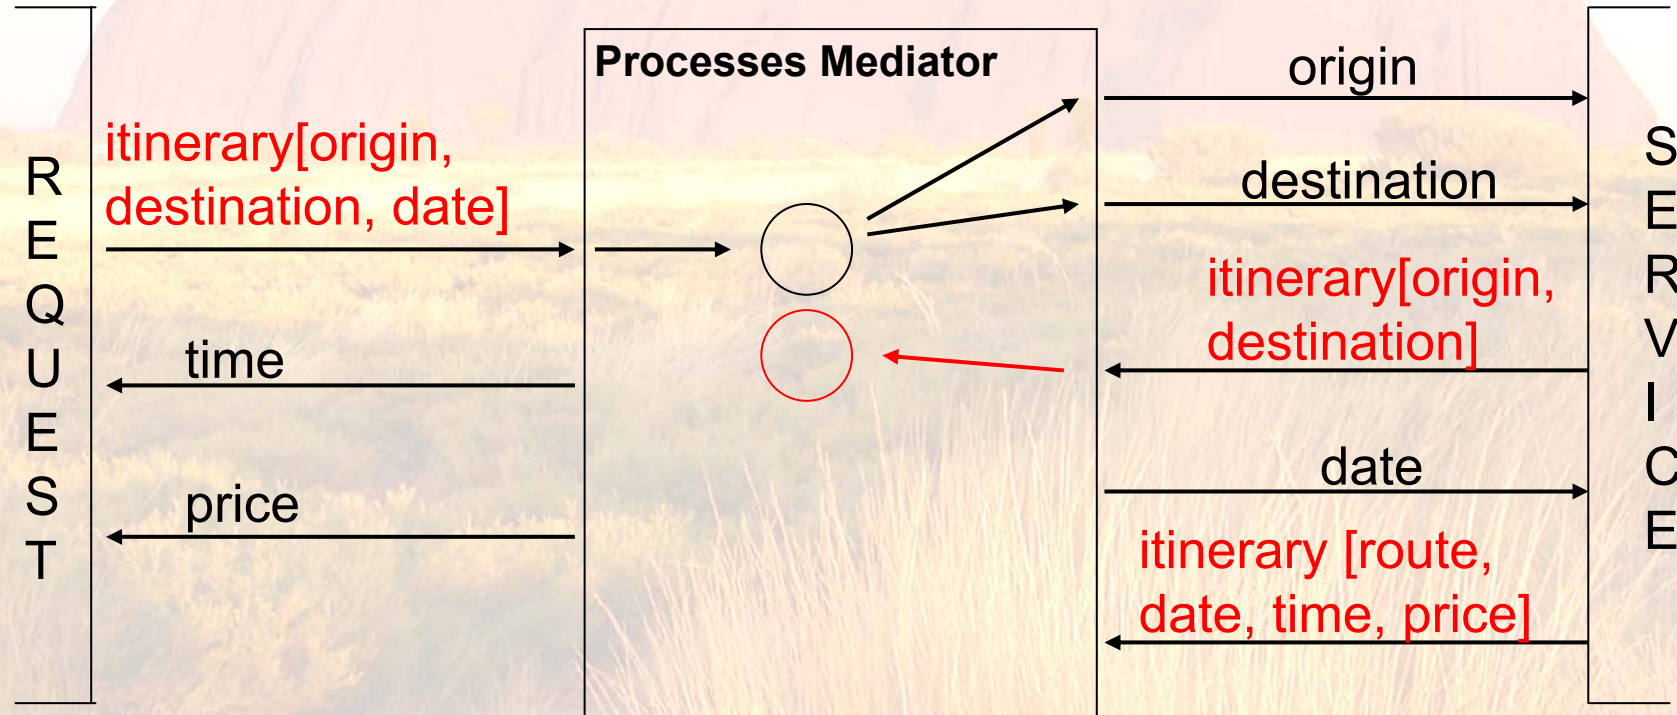 REQUEST
Processes Mediator
itinerary[origin,
destination, date]
time
price
origin
destination
itinerary[origin,
destination]
date
itinerary [route,
date, time, price]
SERVICE